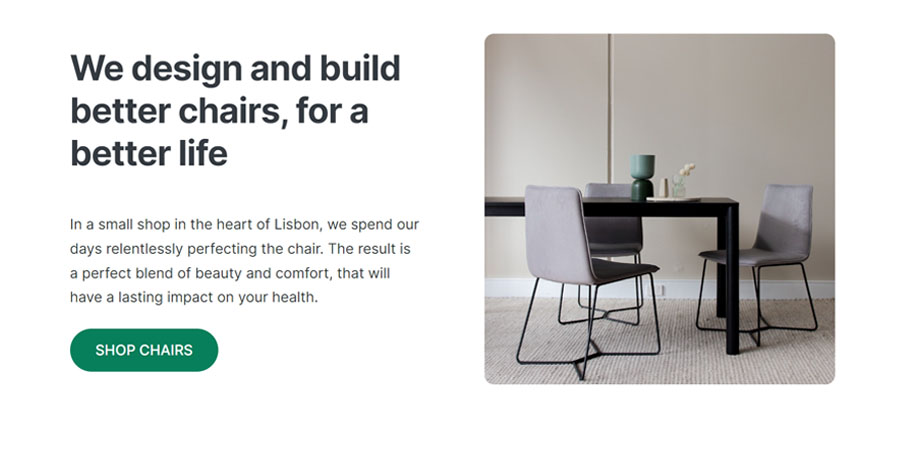 We design and build
better chairs, for a
better life
In a small shop in the heart of Lisbon, we spend our
days relentlessly perfecting the chair. The result is
a perfect blend of beauty and comfort, that will
have a lasting impact on your health.
SHOP CHAIRS